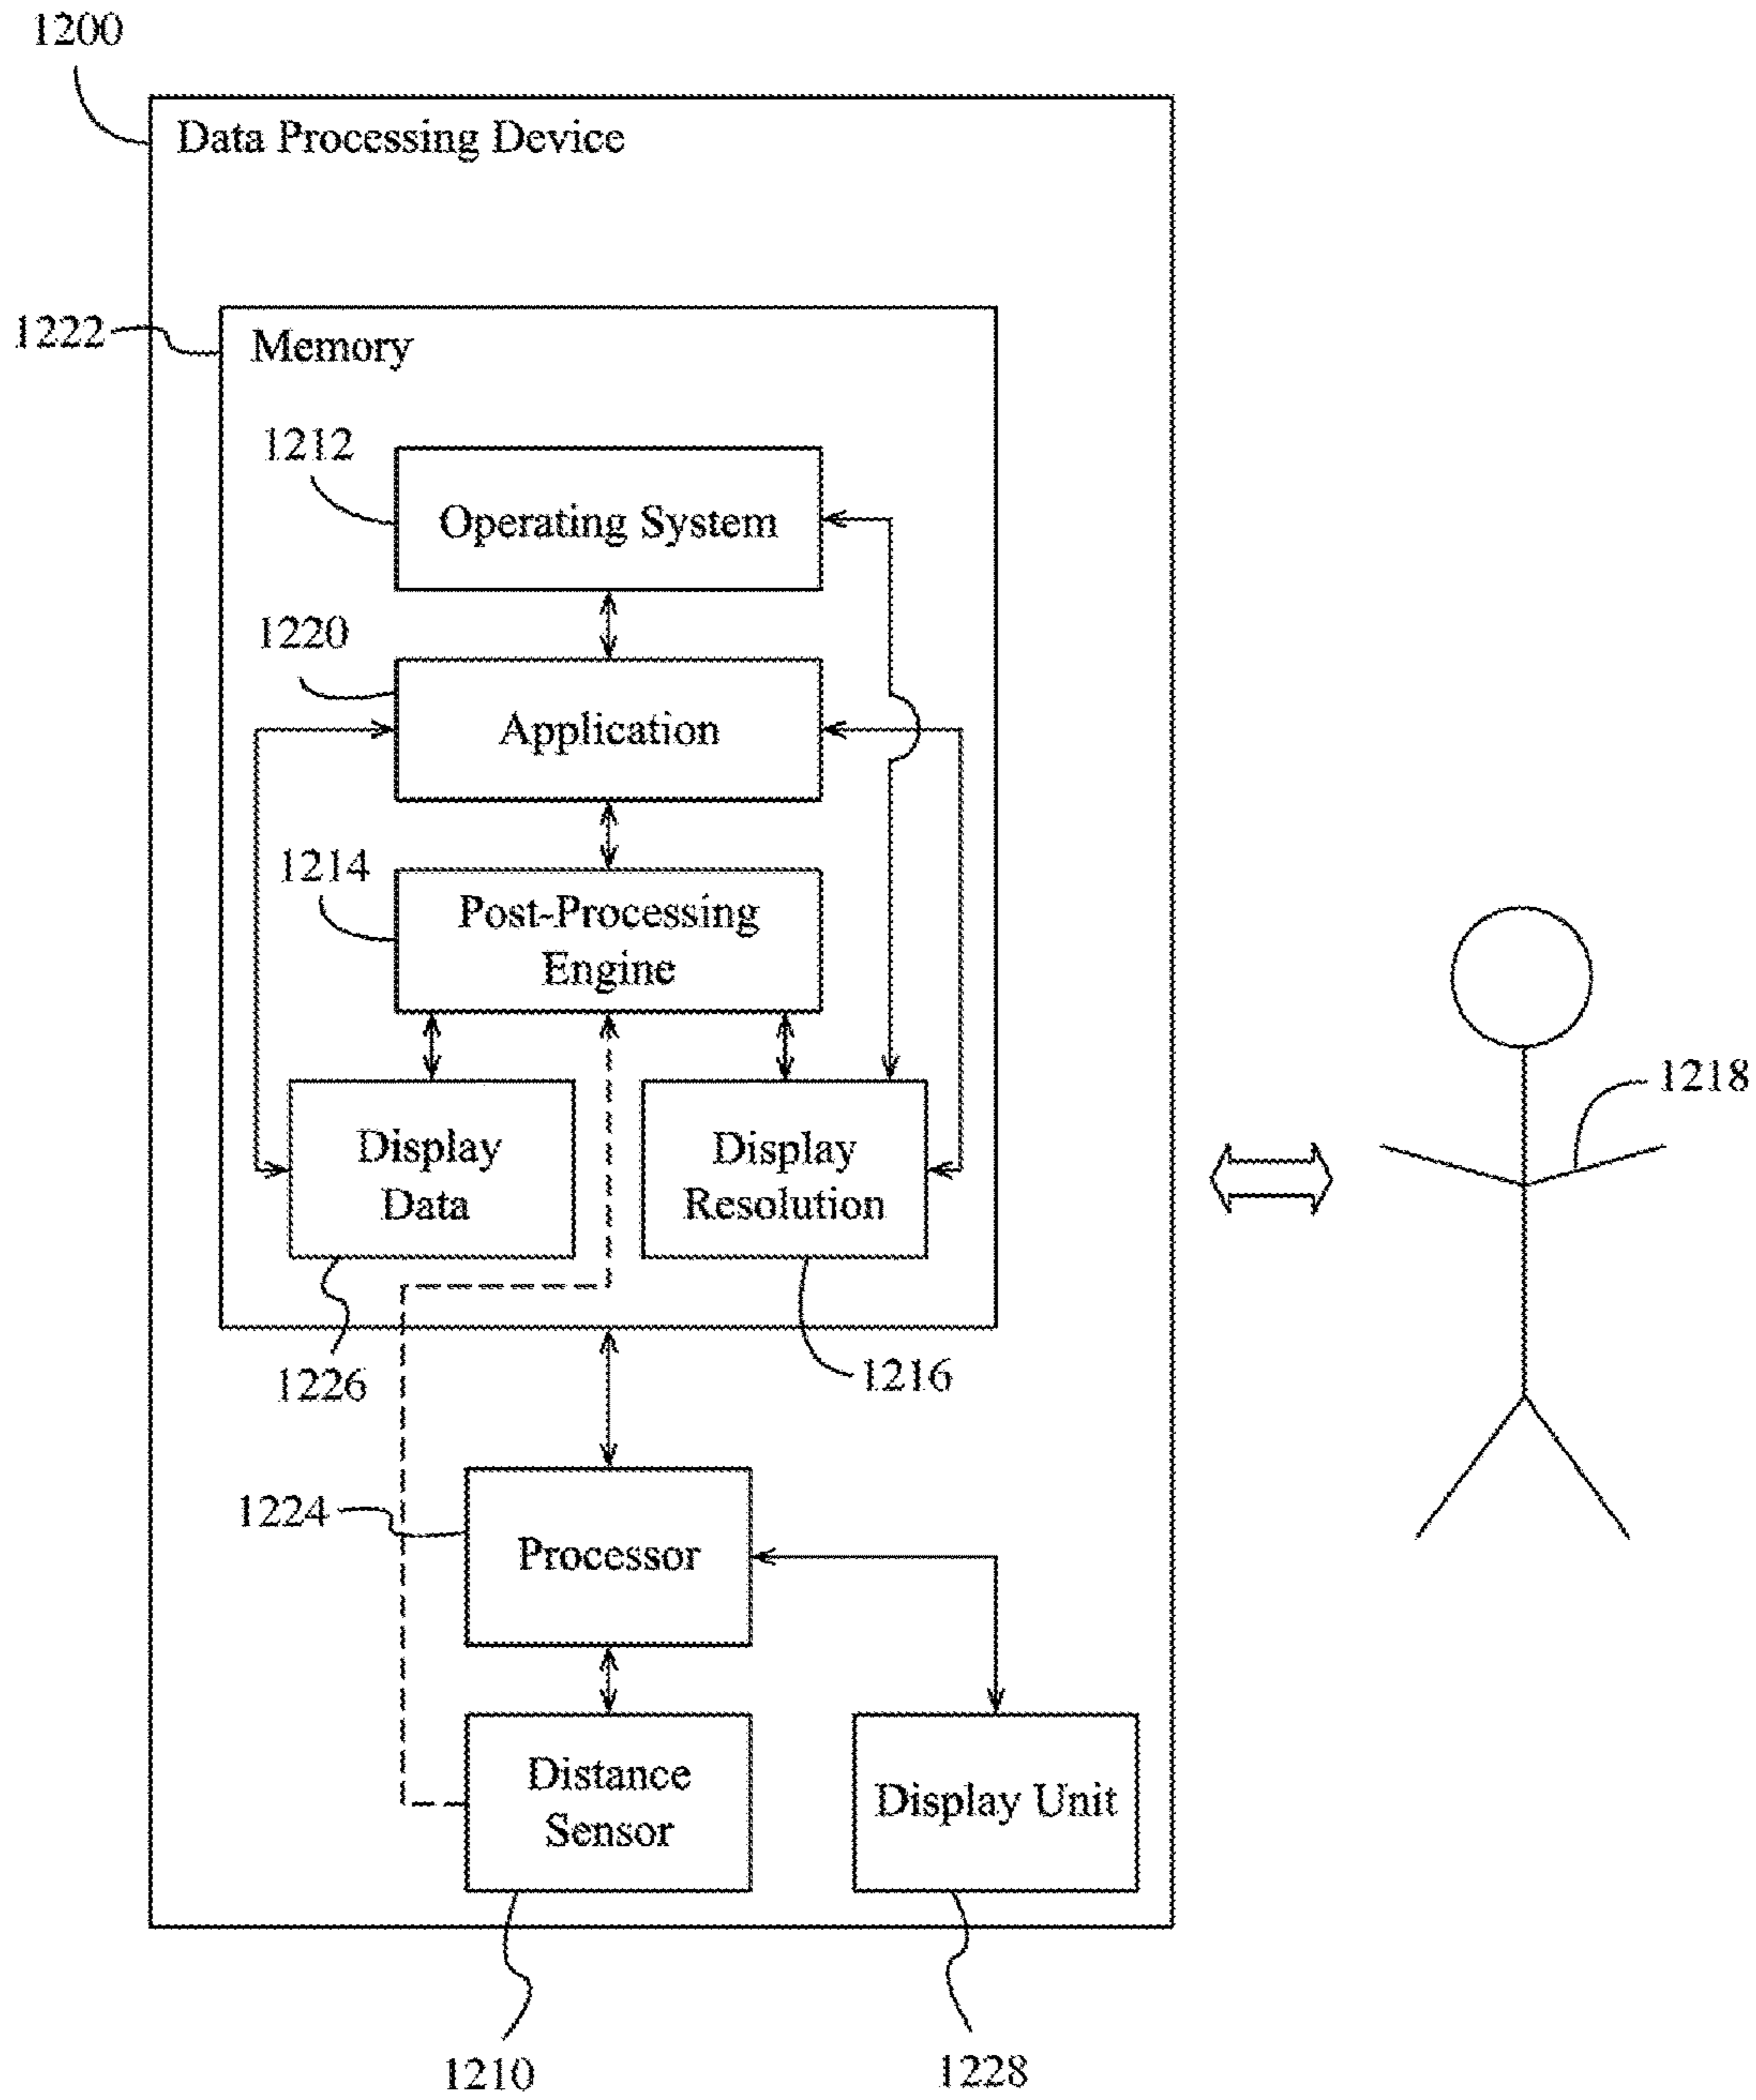 1200
Data Processing Device
1222
Memory
1212
Operating System
1220
Application
1214
Post-Processing
Engine
1218
Display
Data
Display
Resolution
1226
1216
1224
Processor
Distance
Sensor
Display Unit
1210
1228